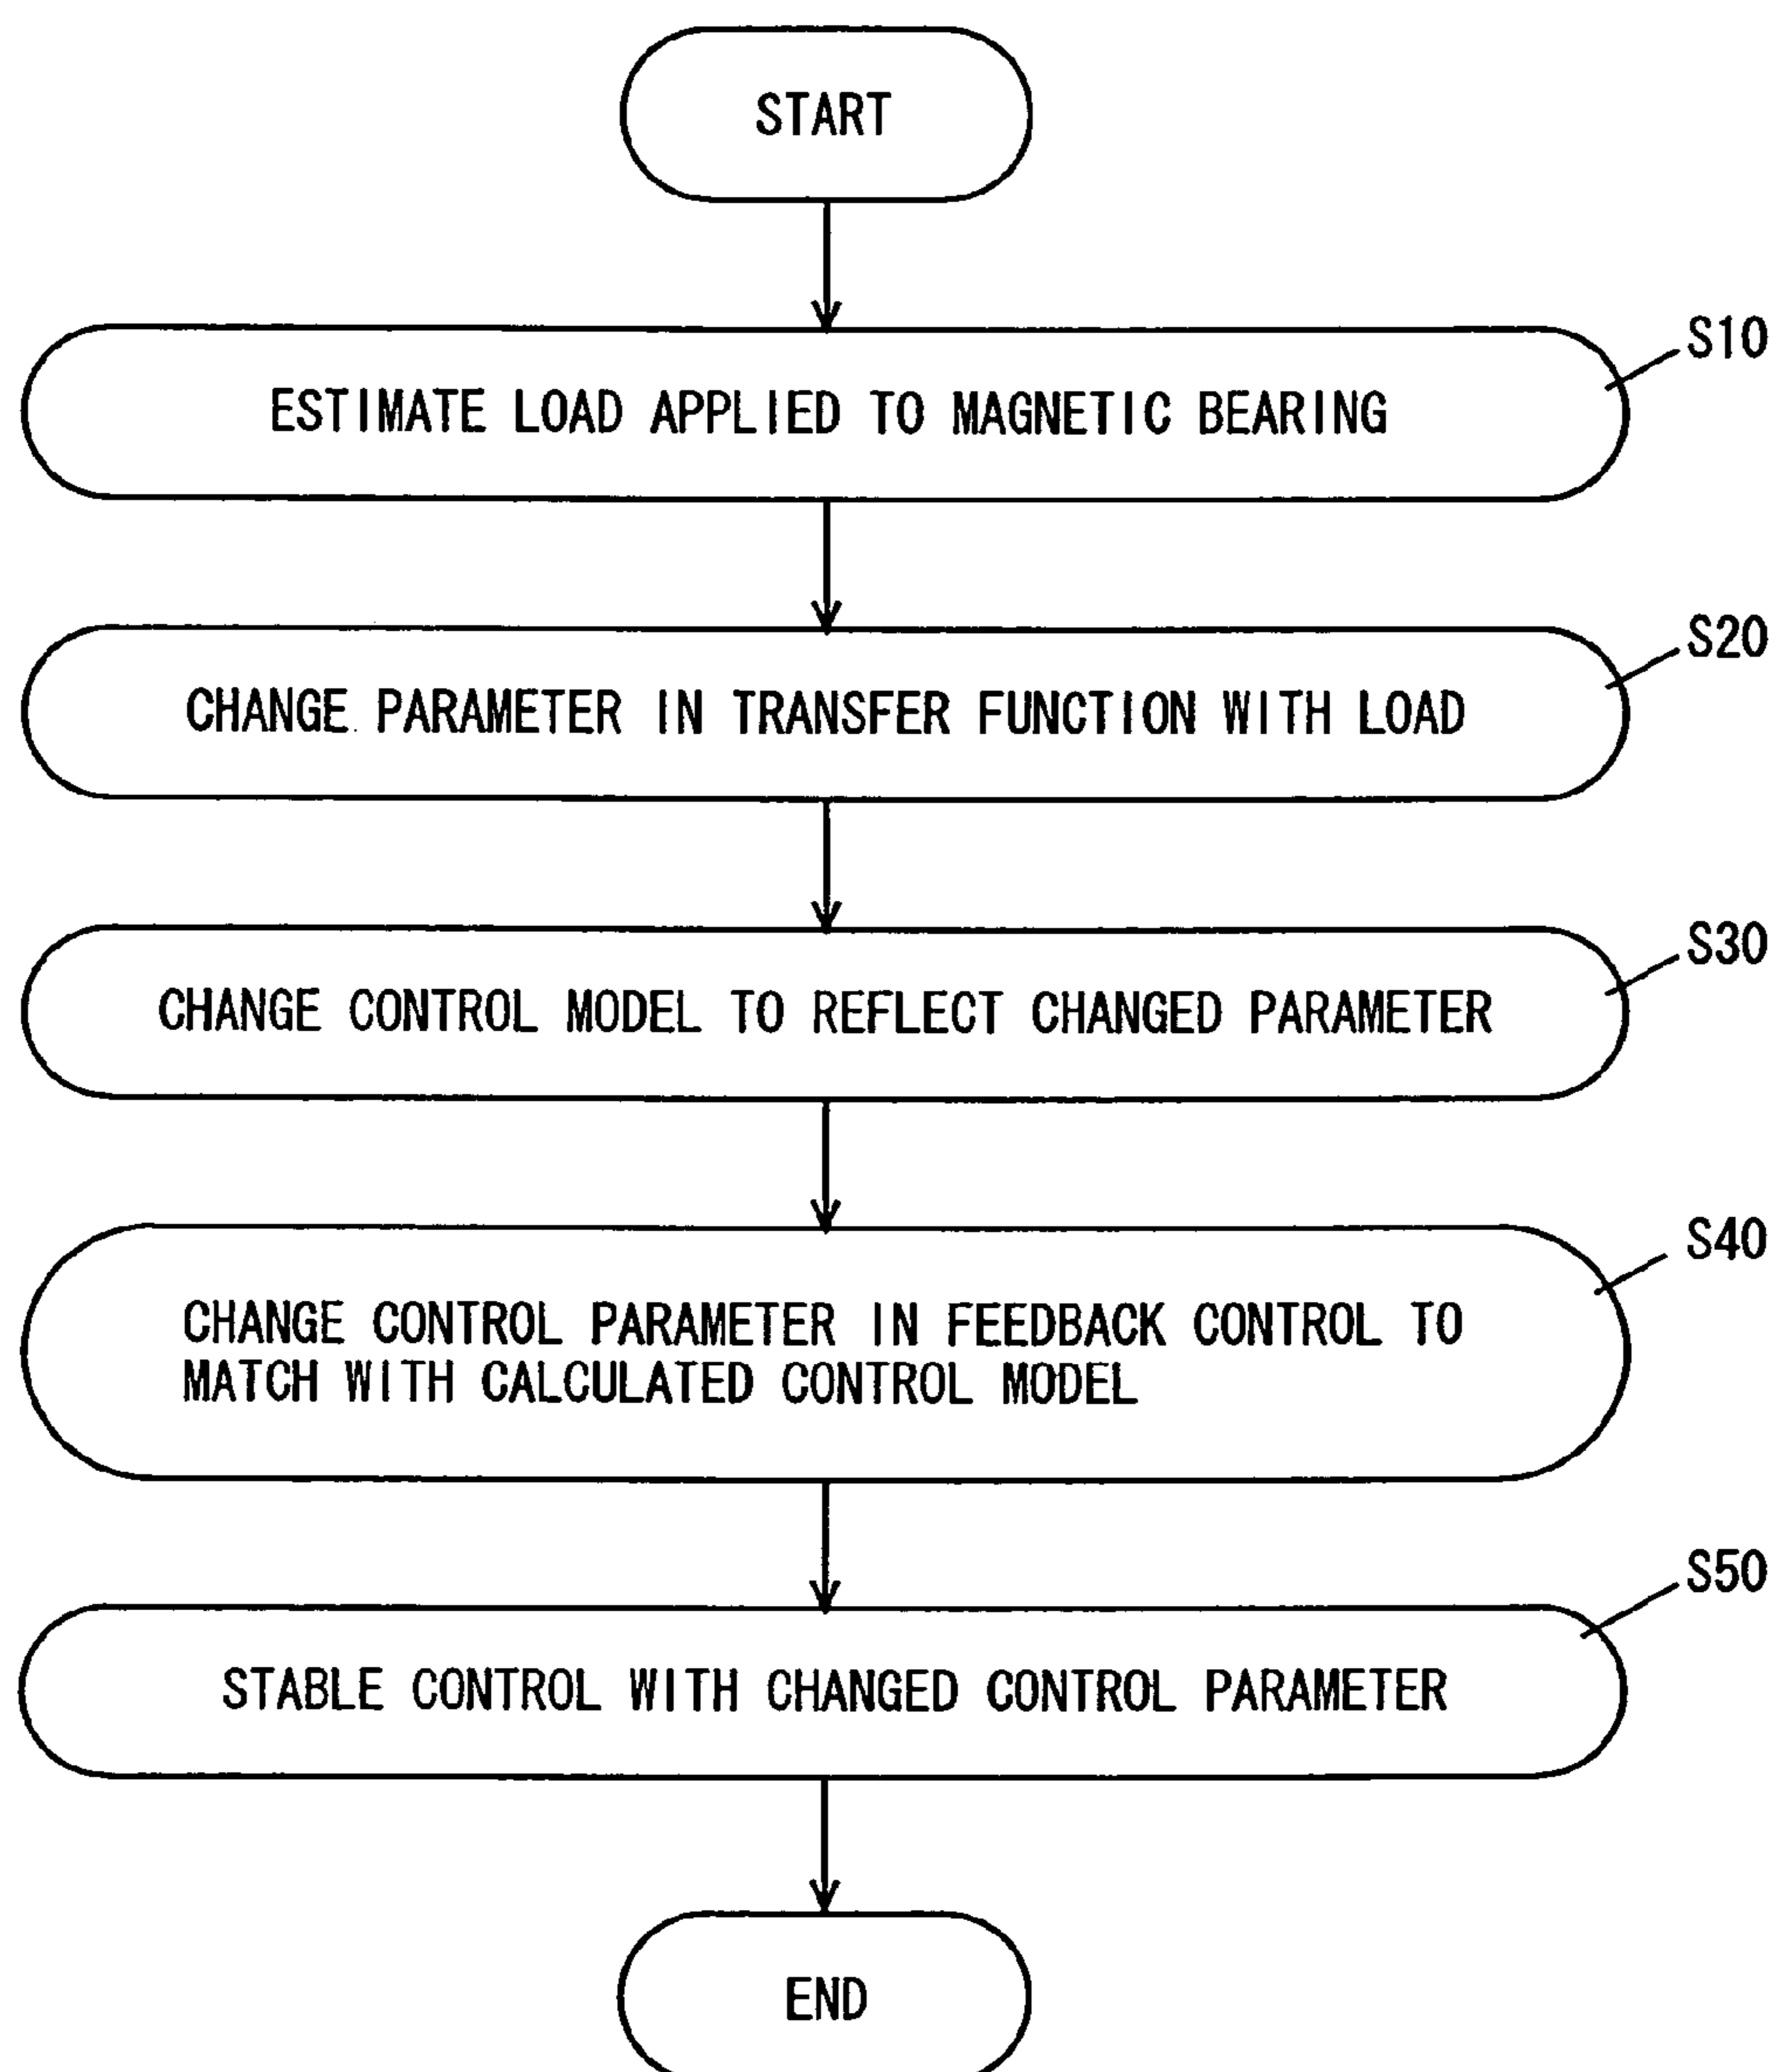 START
S10
ESTIMATE LOAD APPLIED TO MAGNETIC BEARING
S20
CHANGE PARAMETER IN TRANSFER FUNCTION WITH LOAD
S30
CHANGE CONTROL MODEL TO REFLECT CHANGED PARAMETER
S40
CHANGE CONTROL PARAMETER IN FEEDBACK CONTROL TO
MATCH WITH CALCULATED CONTROL MODEL
S50
STABLE CONTROL WITH CHANGED CONTROL PARAMETER
END